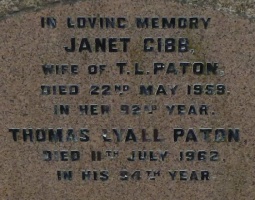 IN LOVING MEMORY
JANET GIBB,
WIFE OF T.L. PATON.
DIED 22ND MAY 1959.
IN HER 92ND YEAR.
THOMAS LYALL PATON,
DIED 11TH JULY 1962.
IN HIS 94TH YEAR